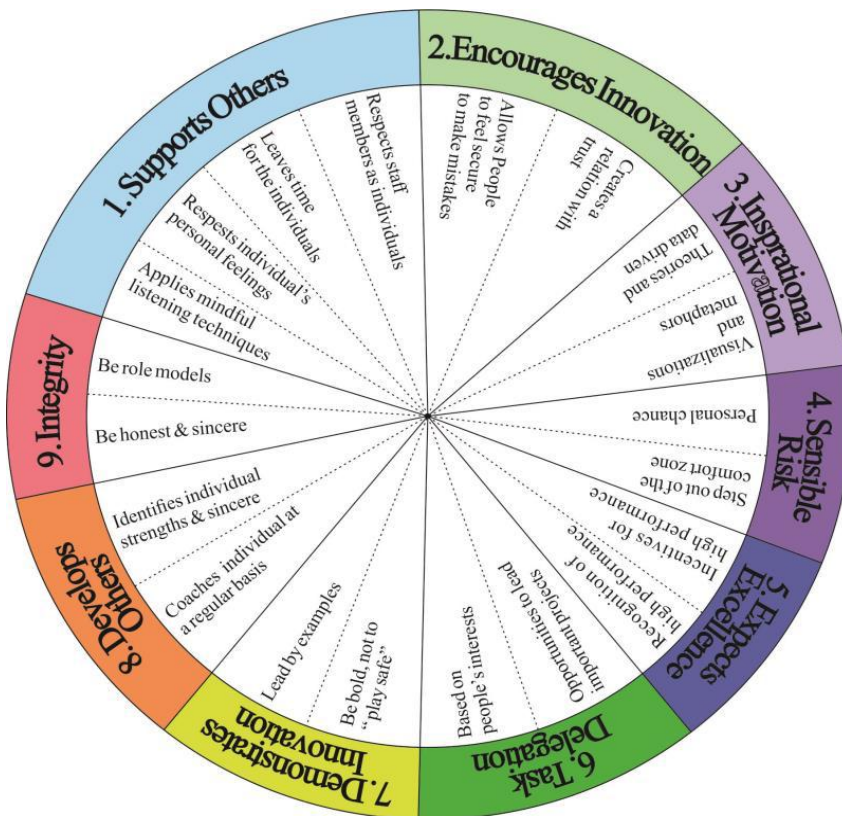 1. Supports Others
Respects staff
members as individuals
Leaves time
for the individuals
Respests individual's
personal feelings
Applies mindful
listening techniques
2.Encourages Innovation
Allows People
to feel secure
to make mistakes
Creates a
relation with
trust
3. Insprational
Motivation
Theories and
data driven
Visualizations
and
metaphors
4. Sensible
Risk
Personal chance
Step out of the
comfort zone
5. Expects
Excellence
Incentives for
high performance
Recognition of
high performance
6. Task
Delegation
Opportunities to lead
important projects
Based on
people's interests
7. Demonstrates
Innovation
Be bold, not to
“ play safe”
Lead by examples
8. Develops
Others
Coaches individual at
a regular basis
Identifies individual
strengths & sincere
9. Integrity
Be honest & sincere
Be role models